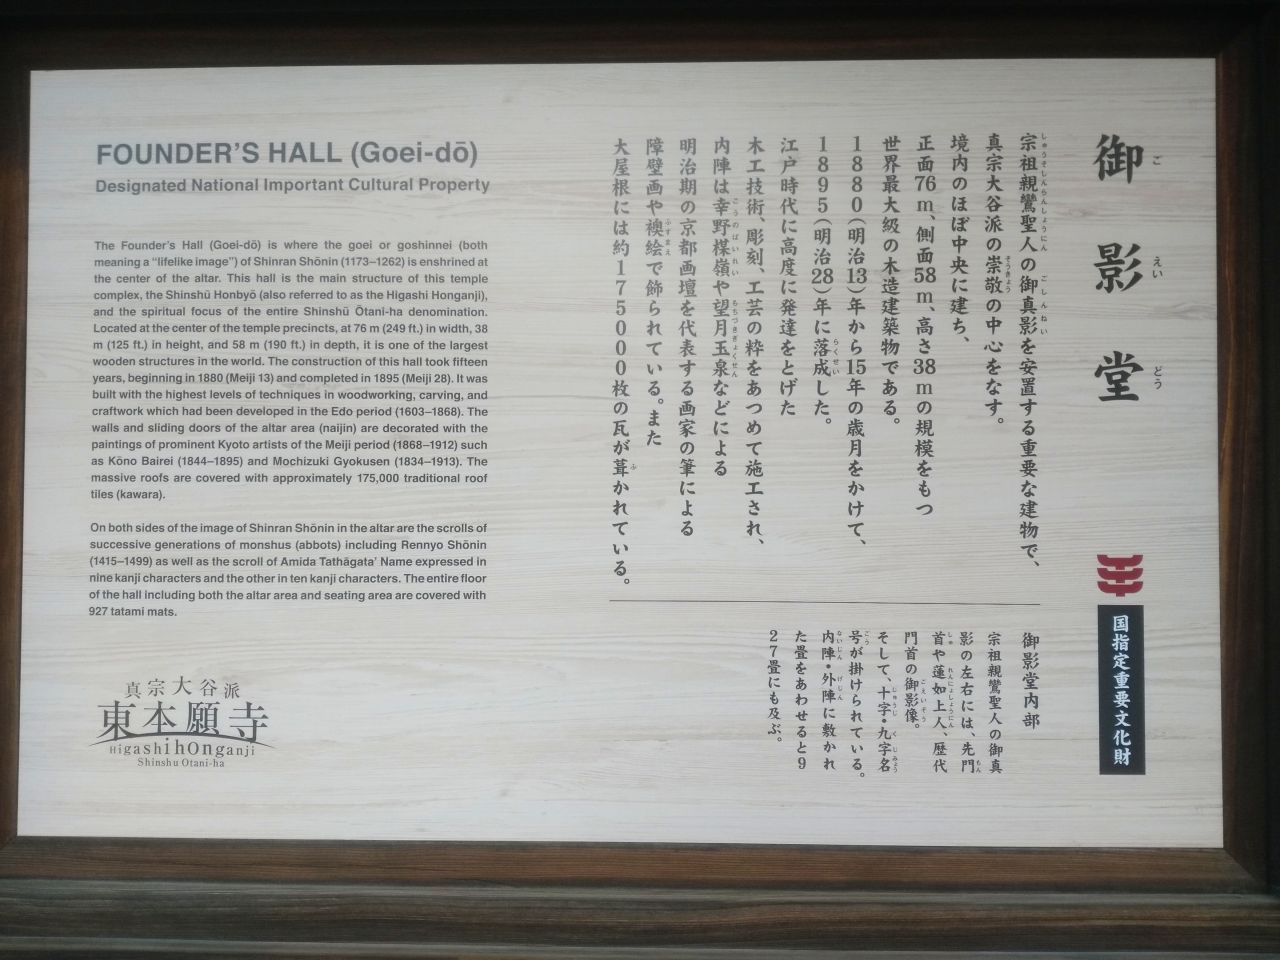 御影堂
ご えい どう
国指定重要文化財
宗祖親鸞聖人の御真影を安置する重要な建物で、
真宗大谷派の崇敬の中心をなす。
境内のほぼ中央に建ち、
正面76m、側面58m、高さ38mの規模をもつ
世界最大級の木造建築物である。
1880(明治13)年から15年の歳月をかけて、
1895(明治28)年に落成した。
江戸時代に高度に発達をとげた
木工技術、彫刻、工芸の粋をあつめて施工され、
内陣は幸野楳嶺や望月玉泉などによる
明治期の京都画壇を代表する画家の筆による
障壁画や襖絵で飾られている。また
大屋根には約175000枚の瓦が葺かれている。
御影堂内部
宗祖親鸞聖人の御真
影の左右には、先門
首や蓮如上人、歴代
門首の御影像。
そして、十字・九字名
号が掛けられている。
内陣・外陣に敷かれ
た畳をあわせると9
27畳にも及ぶ。
FOUNDER'S HALL (Goei-dō)
Designated National Important Cultural Property
The Founder's Hall (Goei-dō) is where the goei or goshinnei (both
meaning a "lifelike image") of Shinran Shōnin (1173–1262) is enshrined at
the center of the altar. This hall is the main structure of this temple
complex, the Shinshū Honbyō (also referred to as the Higashi Honganji),
and the spiritual focus of the entire Shinshū Ōtani-ha denomination.
Located at the center of the temple precincts, at 76 m (249 ft.) in width, 38
m (125 ft.) in height, and 58 m (190 ft.) in depth, it is one of the largest
wooden structures in the world. The construction of this hall took fifteen
years, beginning in 1880 (Meiji 13) and completed in 1895 (Meiji 28). It was
built with the highest levels of techniques in woodworking, carving, and
craftwork which had been developed in the Edo period (1603–1868). The
walls and sliding doors of the altar area (naijin) are decorated with the
paintings of prominent Kyoto artists of the Meiji period (1868–1912) such
as Kōno Bairei (1844–1895) and Mochizuki Gyokusen (1834–1913). The
massive roofs are covered with approximately 175,000 traditional roof
tiles (kawara).
On both sides of the image of Shinran Shōnin in the altar are the scrolls of
successive generations of monshus (abbots) including Rennyo Shōnin
(1415–1499) as well as the scroll of Amida Tathāgata' Name expressed in
nine kanji characters and the other in ten kanji characters. The entire floor
of the hall including both the altar area and seating area are covered with
927 tatami mats.
真宗大谷派
東本願寺
HigashihOnganji
Shinshu Otani-ha